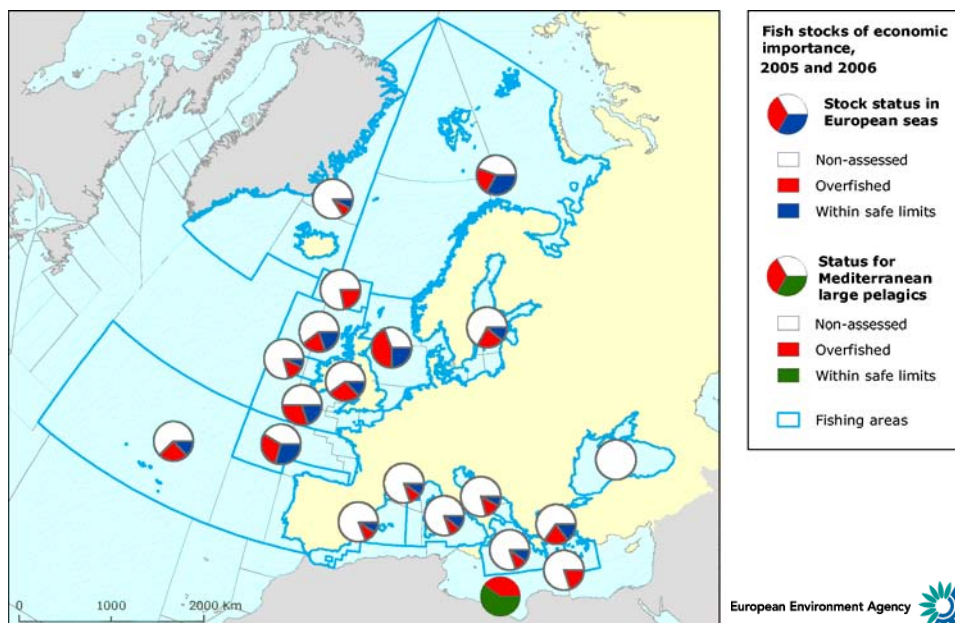 Fish stocks of economic
importance,
2005 and 2006
Stock status in
European seas
Non-assessed
Overfished
Within safe limits
Status for
Mediterranean
large pelagics
Non-assessed
Overfished
Within safe limits
Fishing areas
0 1000 2000 Km
European Environment Agency